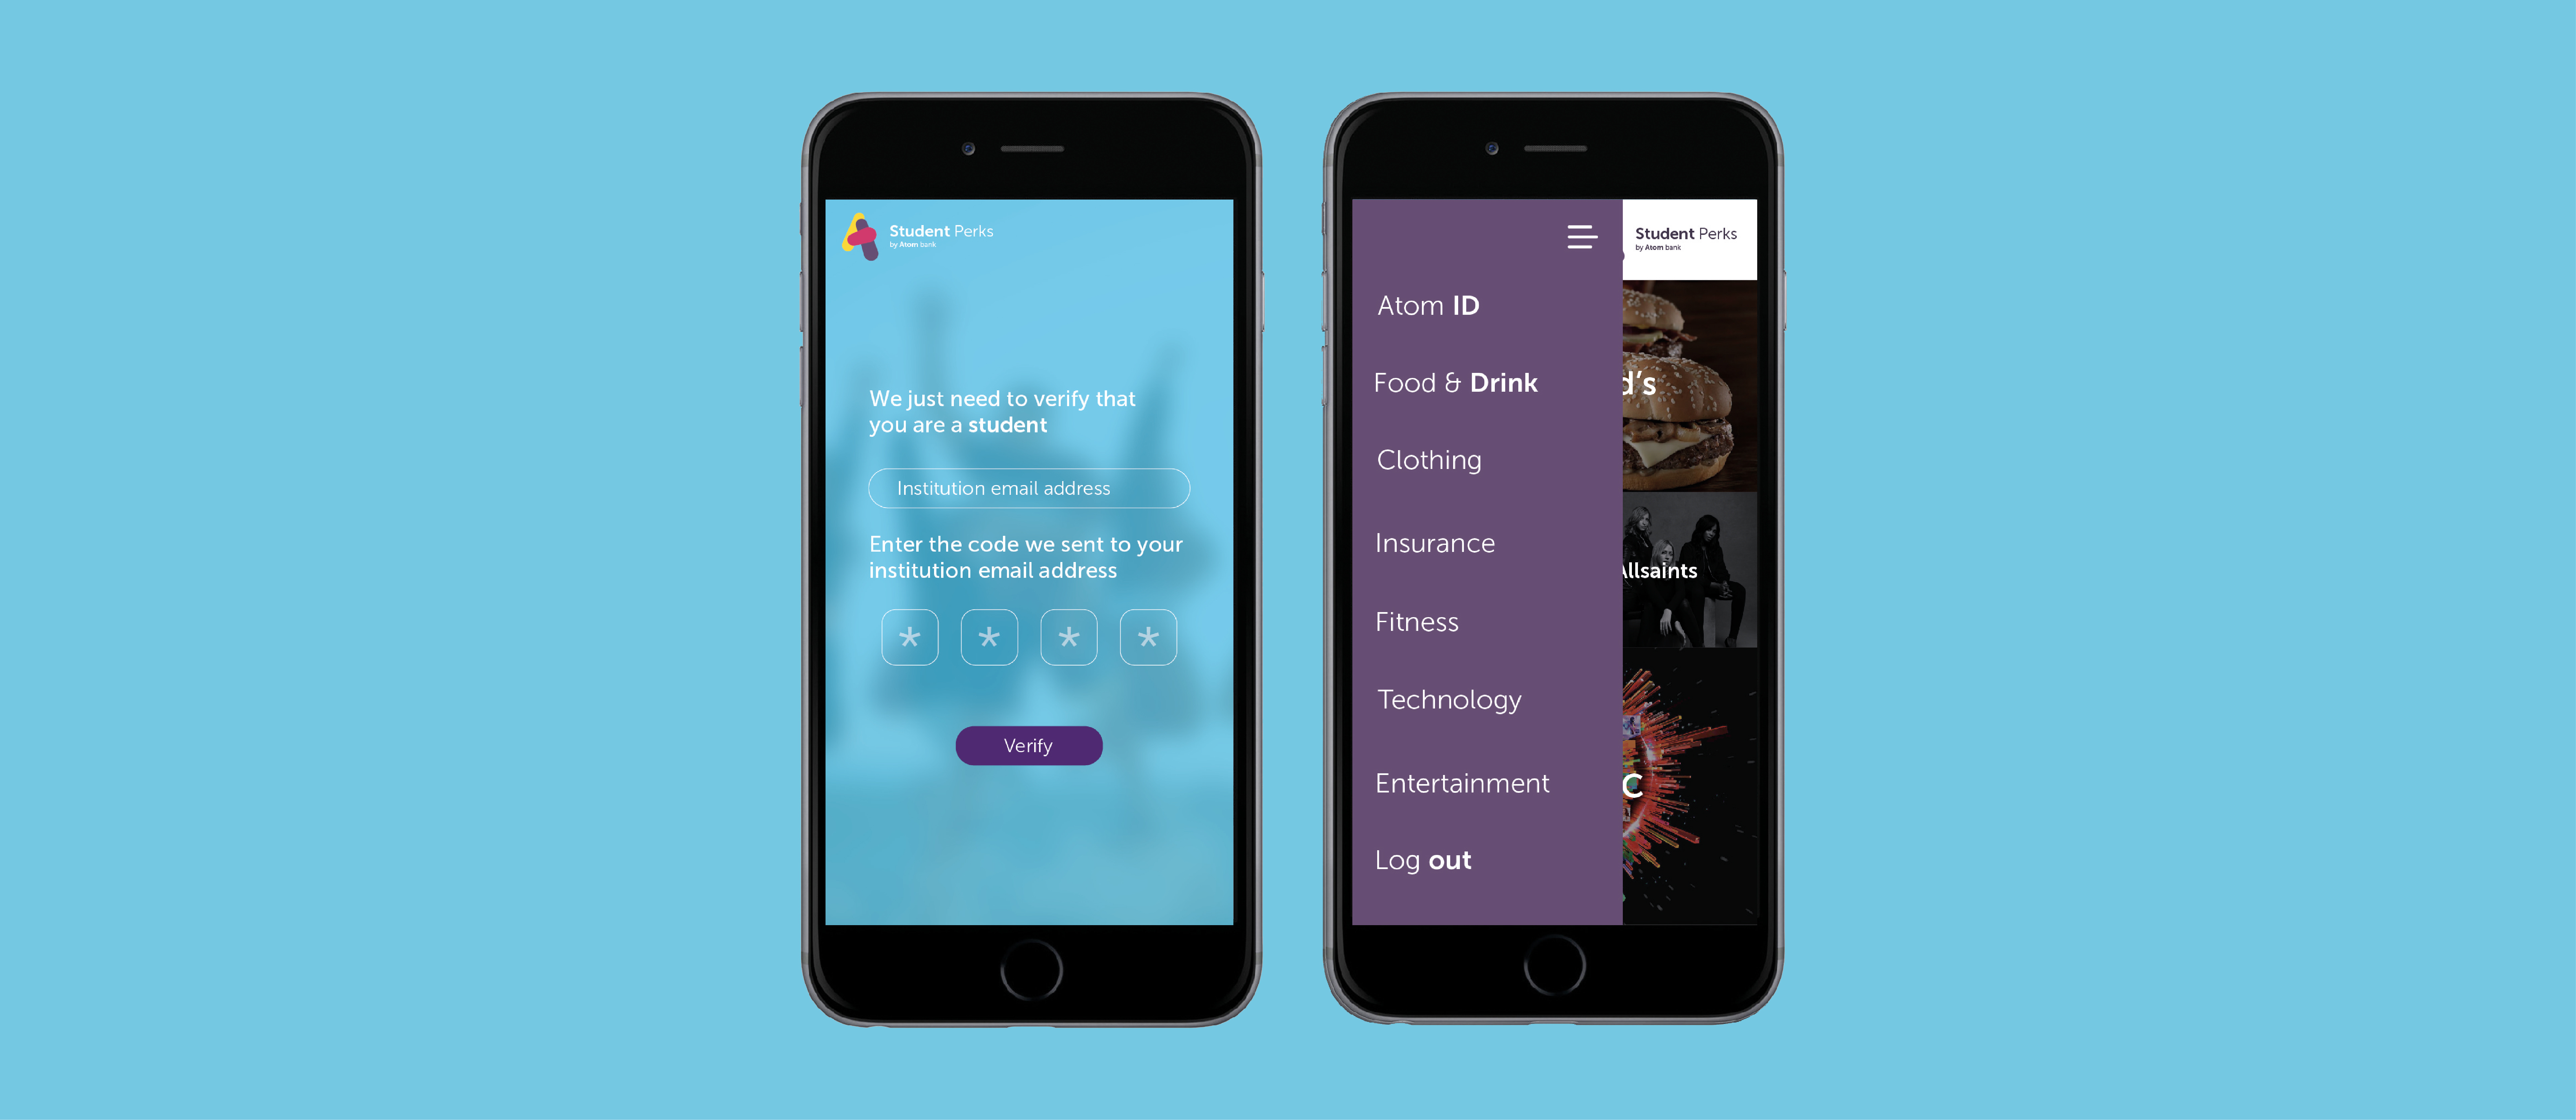 Student Perks
by Atom bank
We just need to verify that
you are a student
Institution email address
Enter the code we sent to your
institution email address
* * * *
Verify
Student Perks
by Atom bank
Atom ID
Food & Drink
Clothing
Insurance
Fitness
Technology
Entertainment
Log out
d's
Allsaints
C